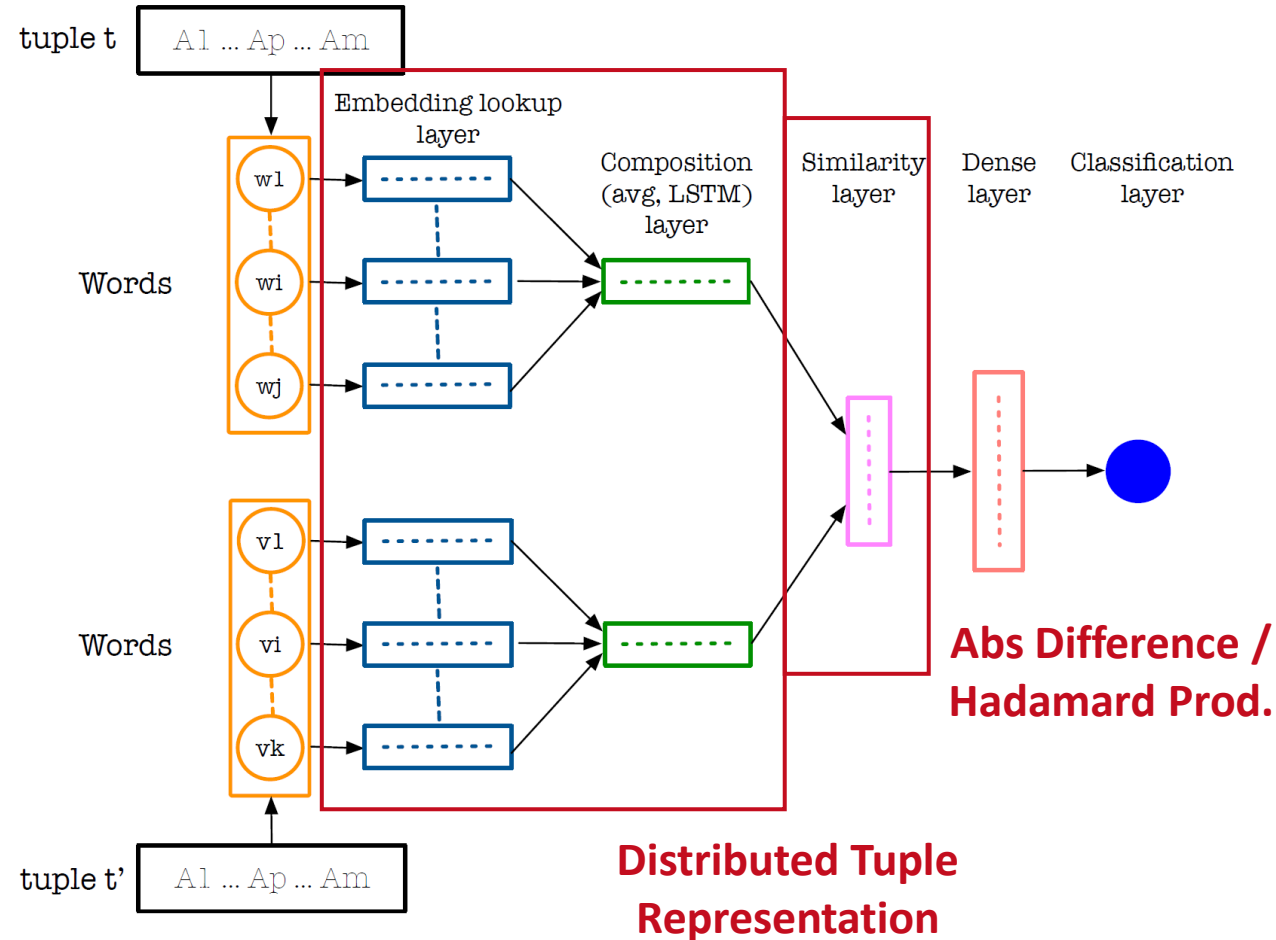 tuple t
A1 ... Ap ... Am
Embedding lookup
layer
Composition
(avg, LSTM)
layer
Similarity
layer
Dense
layer
Classification
layer
w1
Words
wi
wj
v1
Words
vi
vk
Abs Difference /
Hadamard Prod.
tuple t’
A1 ... Ap ... Am
Distributed Tuple
Representation